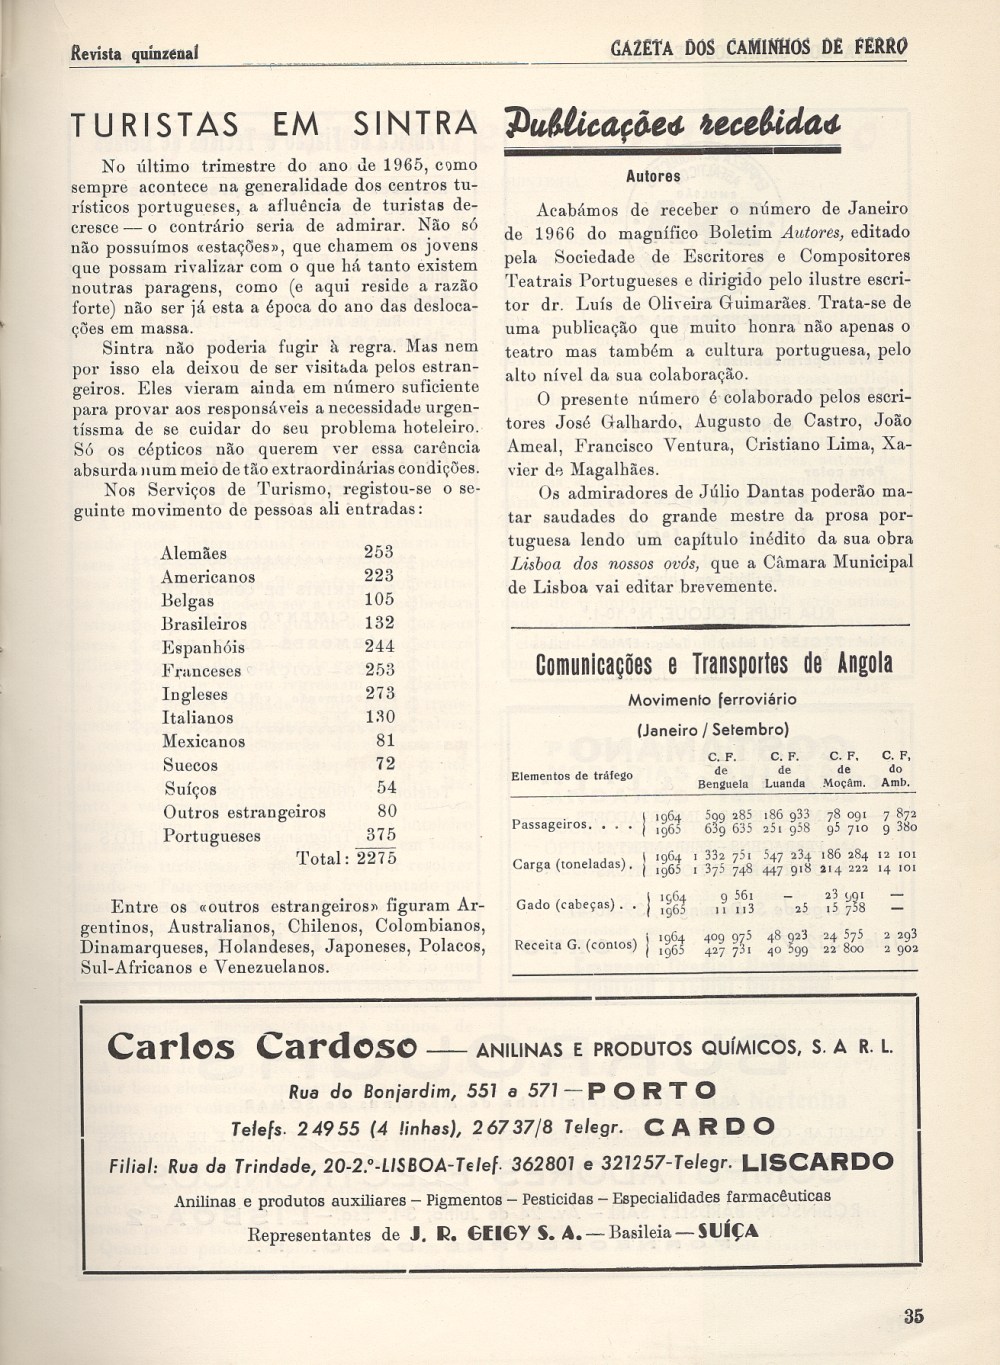 Revista quinzenal
GAZETA DOS CAMINHOS DE FERRO
TURISTAS EM SINTRA
No último trimestre do ano de 1965, como
sempre acontece na generalidade dos centros tu-
rísticos portugueses, a afluência de turistas de-
cresce — o contrário seria de admirar. Não só
não possuímos «estações», que chamem os jovens
que possam rivalizar com o que há tanto existem
noutras paragens, como (e aqui reside a razão
forte) não ser já esta a época do ano das desloca-
ções em massa.
Sintra não poderia fugir à regra. Mas nem
por isso ela deixou de ser visitada pelos estran-
geiros. Eles vieram ainda em número suficiente
para provar aos responsáveis a necessidade urgen-
tíssma de se cuidar do seu problema hoteleiro.
Só os cépticos não querem ver essa carência
absurda num meio de tão extraordinárias condições.
Nos Serviços de Turismo, registou-se o se-
guinte movimento de pessoas ali entradas:
Alemães 253
Americanos 223
Belgas 105
Brasileiros 132
Espanhóis 244
Franceses 253
Ingleses 273
Italianos 130
Mexicanos 81
Suecos 72
Suíços 54
Outros estrangeiros 80
Portugueses 375
Total: 2275
Entre os «outros estrangeiros» figuram Ar-
gentinos, Australianos, Chilenos, Colombianos,
Dinamarqueses, Holandeses, Japoneses, Polacos,
Sul-Africanos e Venezuelanos.
Publicações recebidas
Autores
Acabámos de receber o número de Janeiro
de 1966 do magnífico Boletim Autores, editado
pela Sociedade de Escritores e Compositores
Teatrais Portugueses e dirigido pelo ilustre escri-
tor dr. Luís de Oliveira Guimarães. Trata-se de
uma publicação que muito honra não apenas o
teatro mas também a cultura portuguesa, pelo
alto nível da sua colaboração.
O presente número é colaborado pelos escri-
tores José Galhardo, Augusto de Castro, João
Ameal, Francisco Ventura, Cristiano Lima, Xa-
vier de Magalhães.
Os admiradores de Júlio Dantas poderão ma-
tar saudades do grande mestre da prosa por-
tuguesa lendo um capítulo inédito da sua obra
Lisboa dos nossos ovós, que a Câmara Municipal
de Lisboa vai editar brevemente.
Comunicações e Transportes de Angola
Movimento ferroviário
(Janeiro / Setembro)
Elementos de tráfego C. F. de Benguela C. F. de Luanda C. F. de Moçâm. C. F. do Amb.
Passageiros. . . . 1964 599 285 186 933 78 091 7 872
1965 639 635 251 958 95 710 9 380
Carga (toneladas). 1964 1 332 751 547 234 186 284 12 101
1965 1 375 748 447 918 214 222 14 101
Gado (cabeças). . 1964 9 561 — —
1965 11 113 25 15 758 —
Receita G. (contos) 1964 409 975 48 923 24 575 2 293
1965 427 731 40 599 22 800 2 902
Carlos Cardoso — ANILINAS E PRODUTOS QUÍMICOS, S. A R. L.
Rua do Bonjardim, 551 a 571 — PORTO
Telefs. 24955 (4 linhas), 26737/8 Telegr. CARDO
Filial: Rua da Trindade, 20-2.º-LISBOA-Telef. 362801 e 321257-Telegr. LISCARDO
Anilinas e produtos auxiliares — Pigmentos — Pesticidas — Especialidades farmacêuticas
Representantes de J. R. GEIGY S. A. — Basileia — SUÍÇA
35